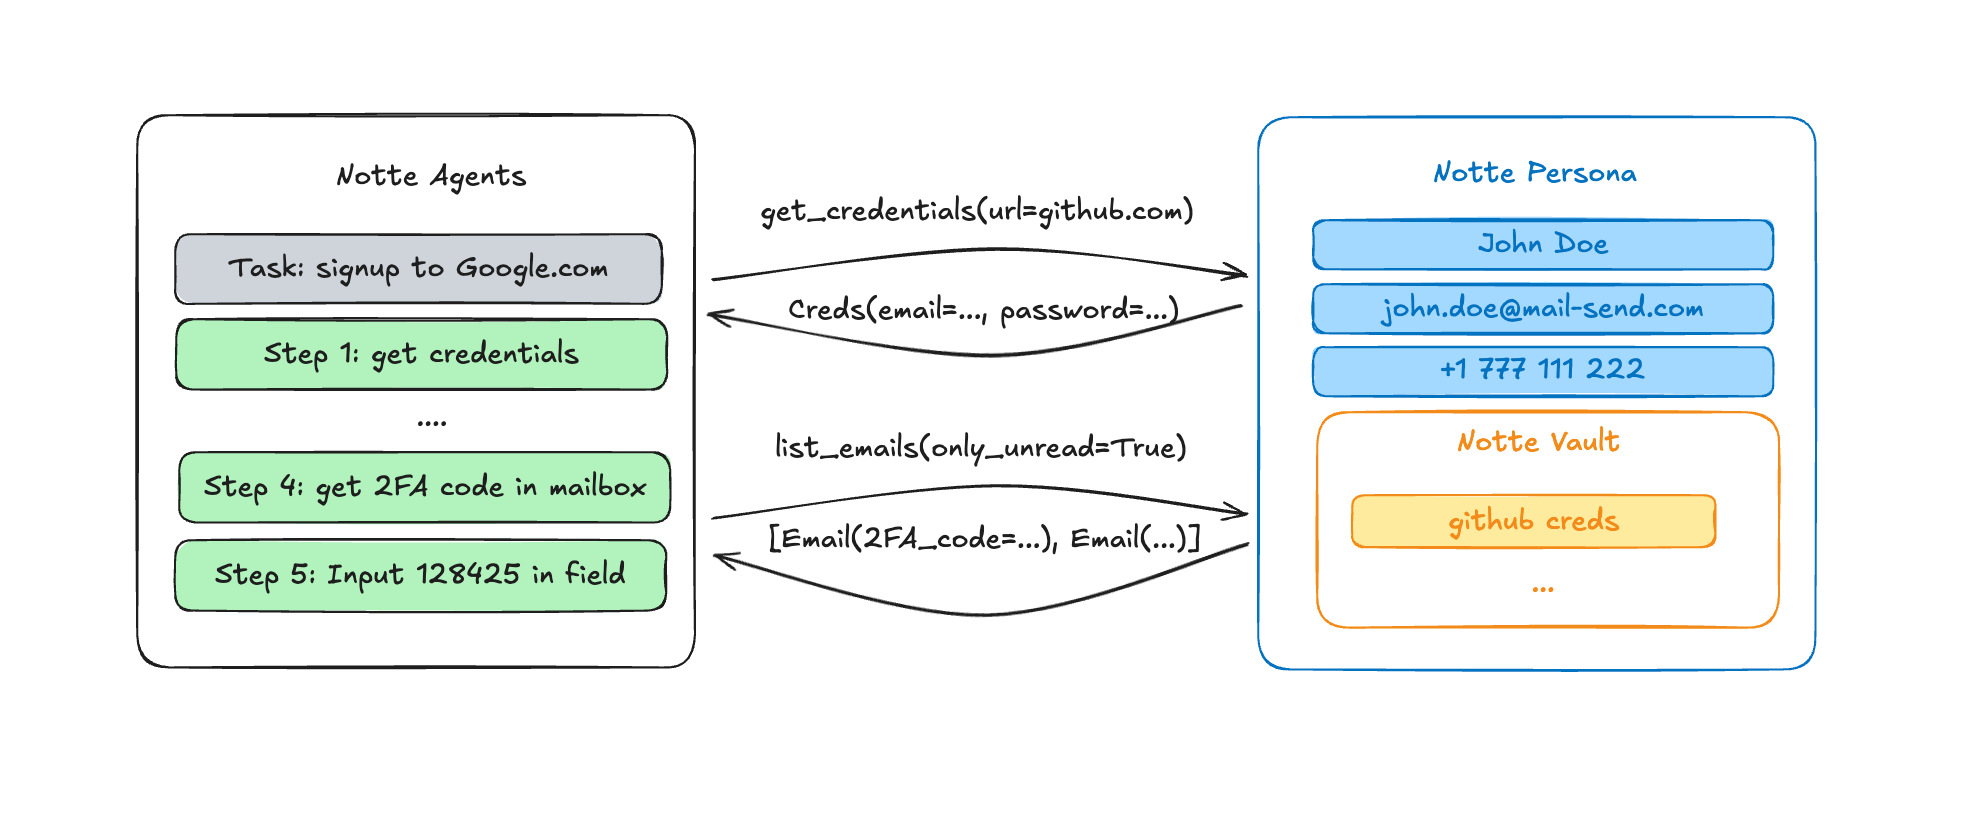 Notte Agents
Task: signup to Google.com
Step 1: get credentials
....
Step 4: get 2FA code in mailbox
Step 5: Input 128425 in field
get_credentials(url=github.com)
Creds(email=..., password=...)
list_emails(only_unread=True)
[Email(2FA_code=...), Email(...)]
Notte Persona
John Doe
john.doe@mail-send.com
+1 777 111 222
Notte Vault
github creds
...